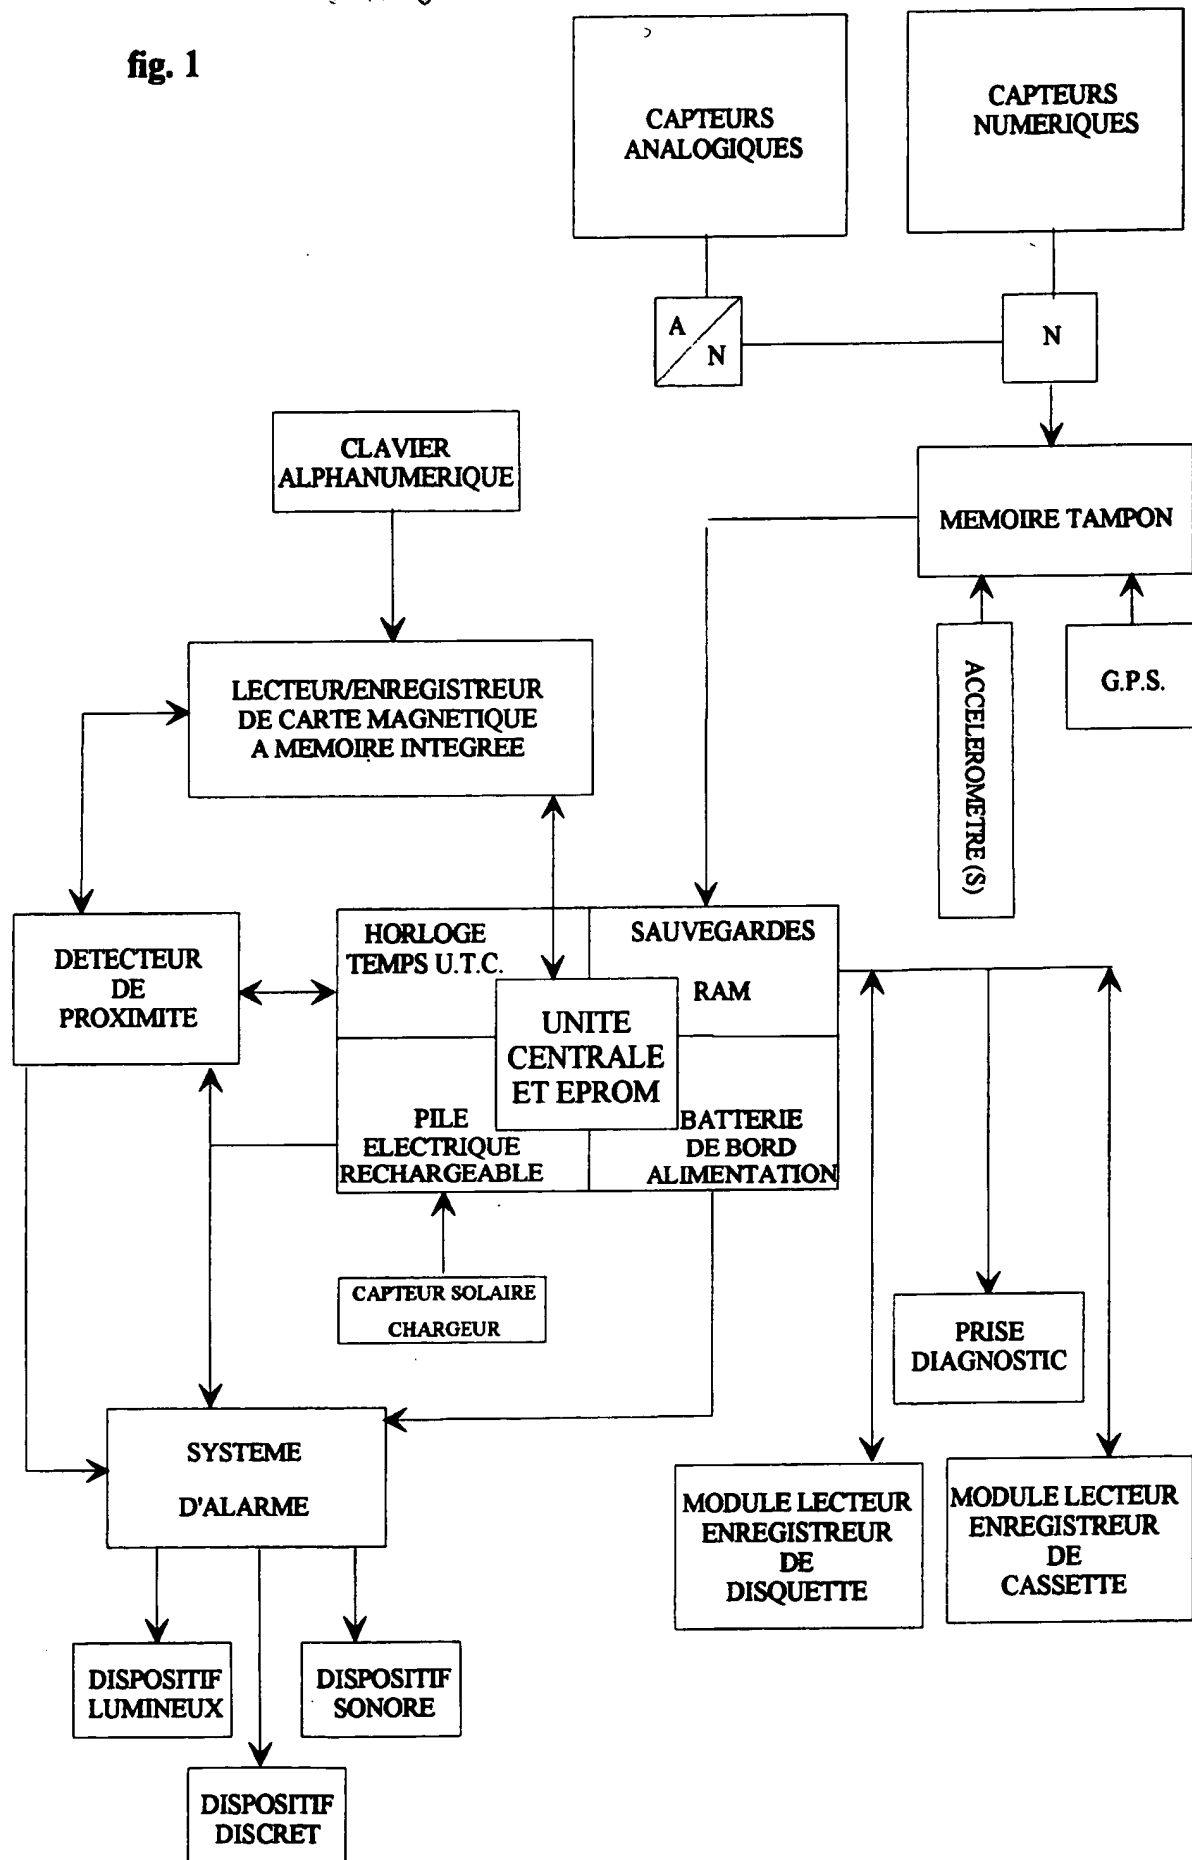 fig. 1
CAPTEURS
ANALOGIQUES
CAPTEURS
NUMERIQUES
A
N
N
CLAVIER
ALPHANUMERIQUE
MEMOIRE TAMPON
LECTEUR/ENREGISTREUR
DE CARTE MAGNETIQUE
A MEMOIRE INTEGREE
ACCELEROMETRE (S)
G.P.S.
DETECTEUR
DE
PROXIMITE
HORLOGE
TEMPS U.T.C.
SAUVEGARDES
RAM
UNITE
CENTRALE
ET EPROM
PILE
ELECTRIQUE
RECHARGEABLE
BATTERIE
DE BORD
ALIMENTATION
CAPTEUR SOLAIRE
CHARGEUR
PRISE
DIAGNOSTIC
SYSTEME
D'ALARME
MODULE LECTEUR
ENREGISTREUR
DE
DISQUETTE
MODULE LECTEUR
ENREGISTREUR
DE
CASSETTE
DISPOSITIF
LUMINEUX
DISPOSITIF
SONORE
DISPOSITIF
DISCRET